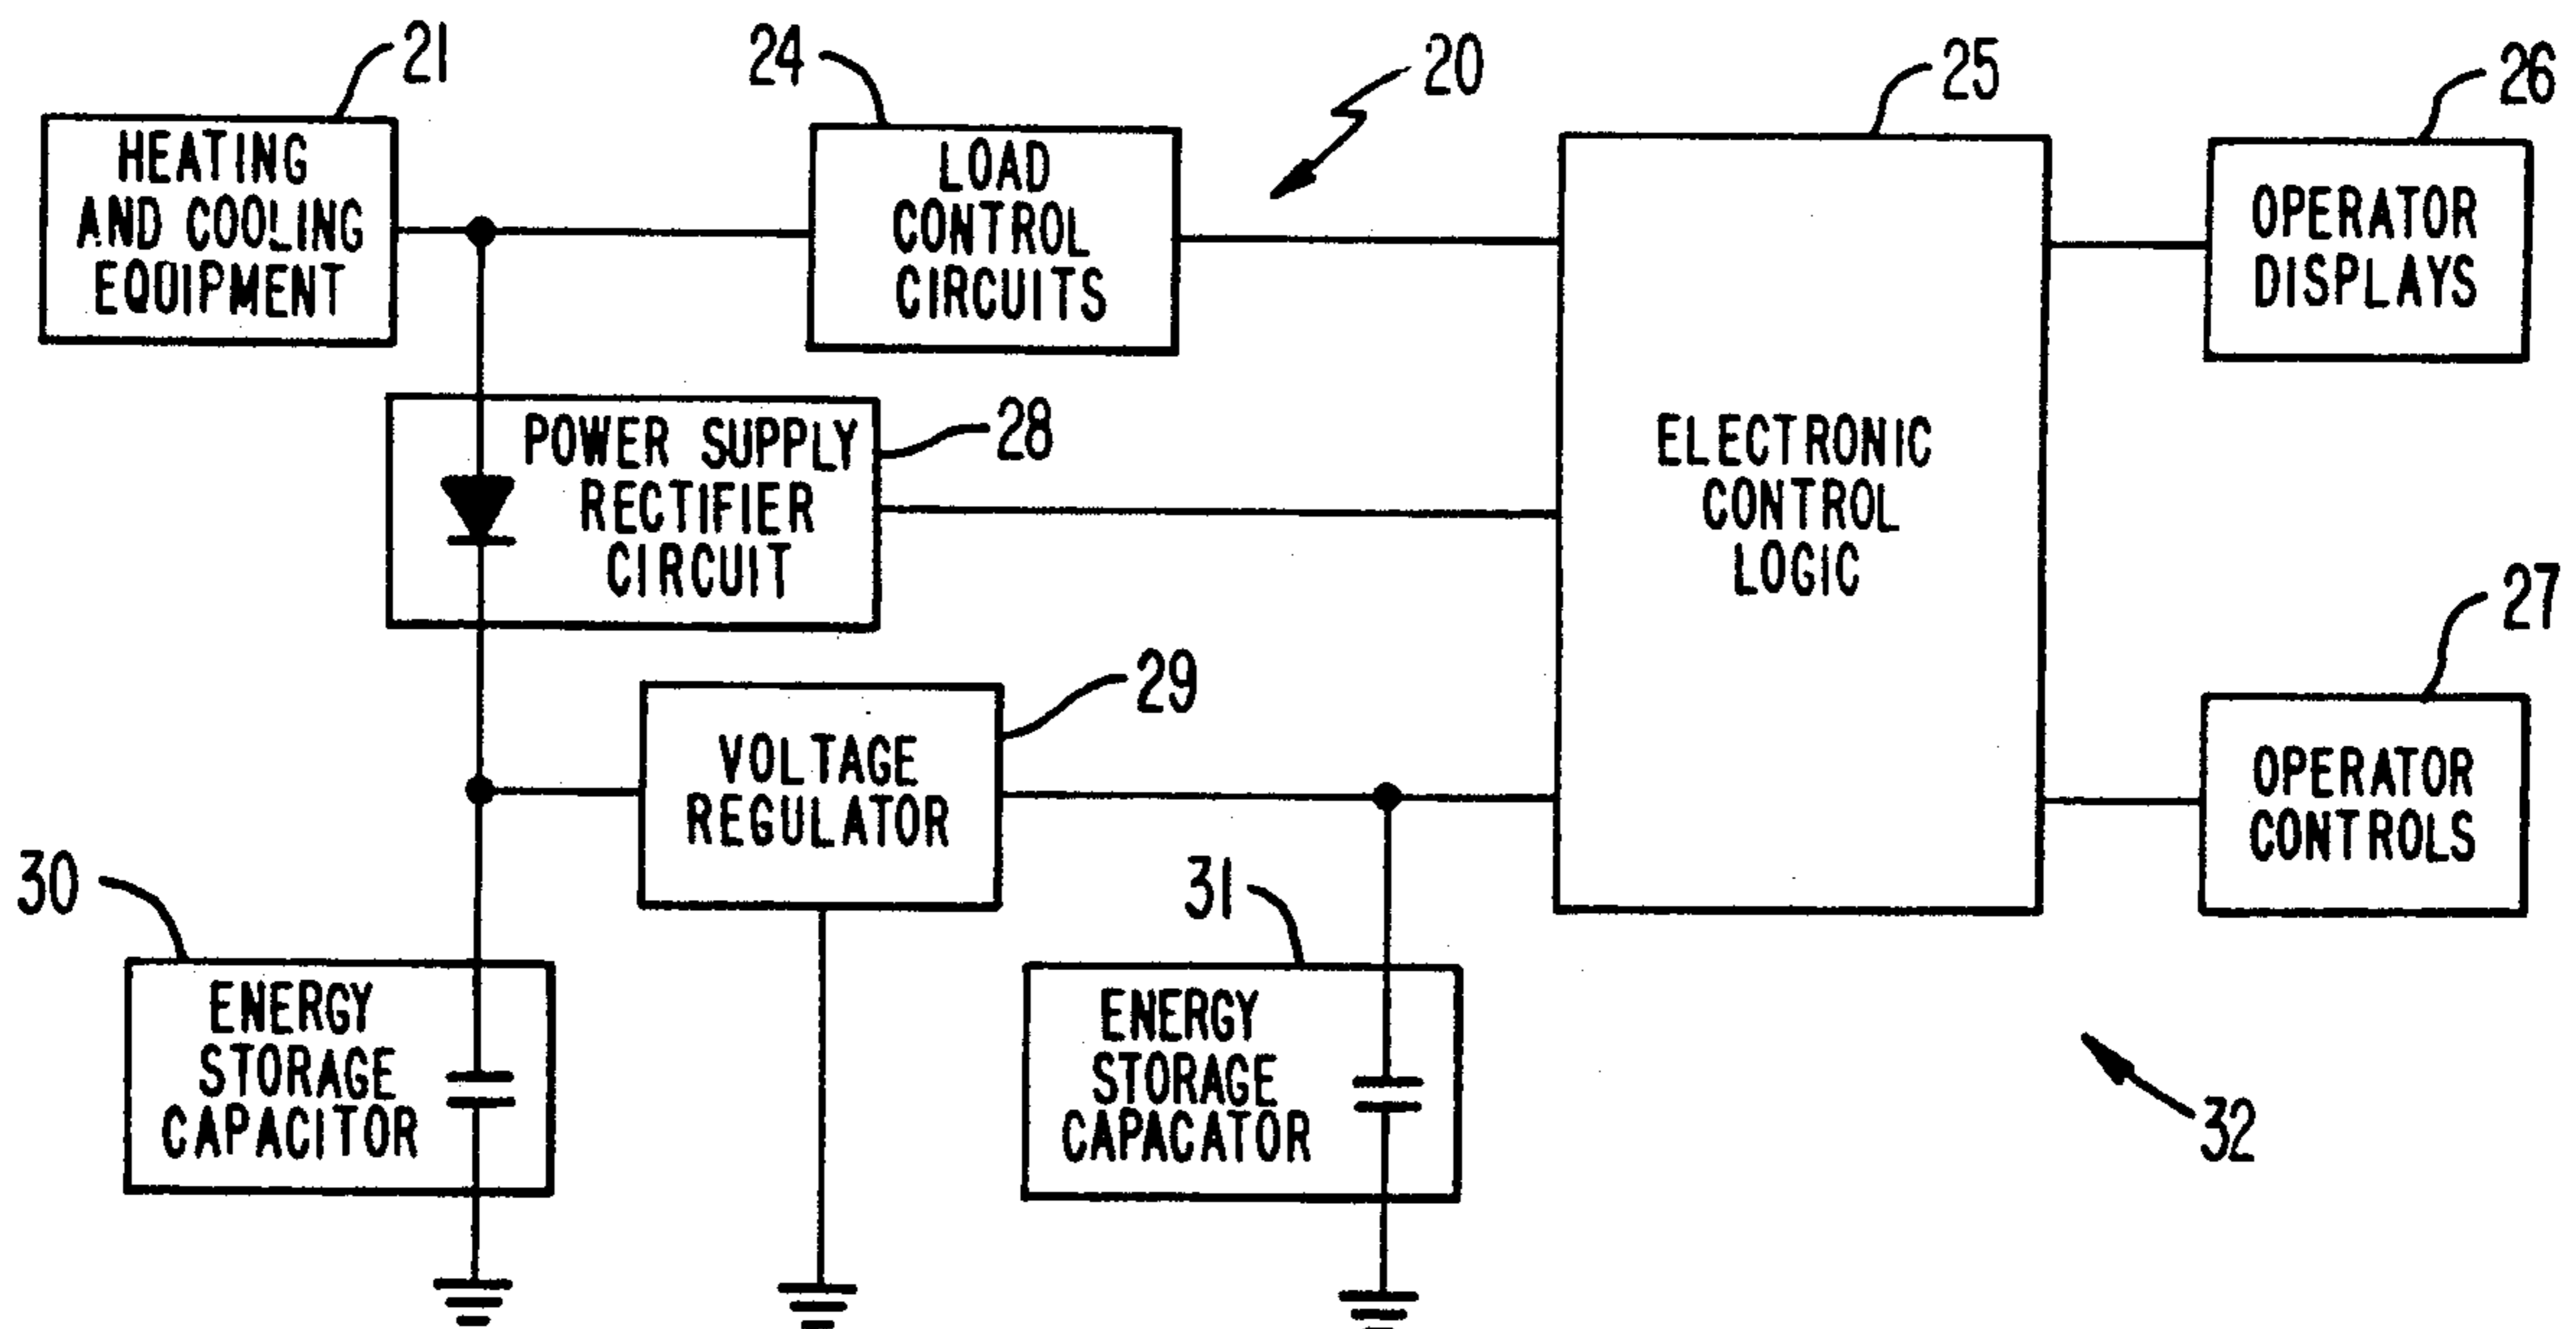 21
24
20
25
26
HEATING
AND COOLING
EQUIPMENT
LOAD
CONTROL
CIRCUITS
OPERATOR
DISPLAYS
POWER SUPPLY
RECTIFIER
CIRCUIT
28
ELECTRONIC
CONTROL
LOGIC
27
VOLTAGE
REGULATOR
29
OPERATOR
CONTROLS
30
31
ENERGY
STORAGE
CAPACITOR
ENERGY
STORAGE
CAPACATOR
32